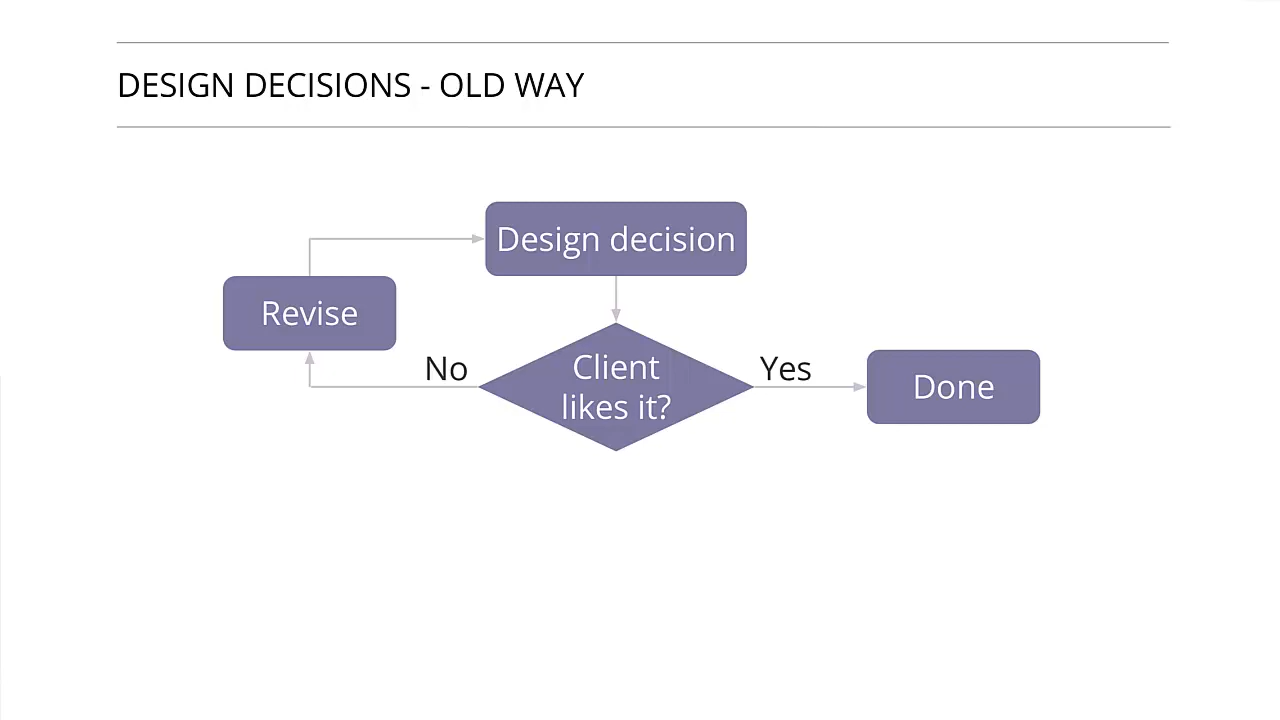 DESIGN DECISIONS - OLD WAY
Design decision
Revise
No
Client
likes it?
Yes
Done